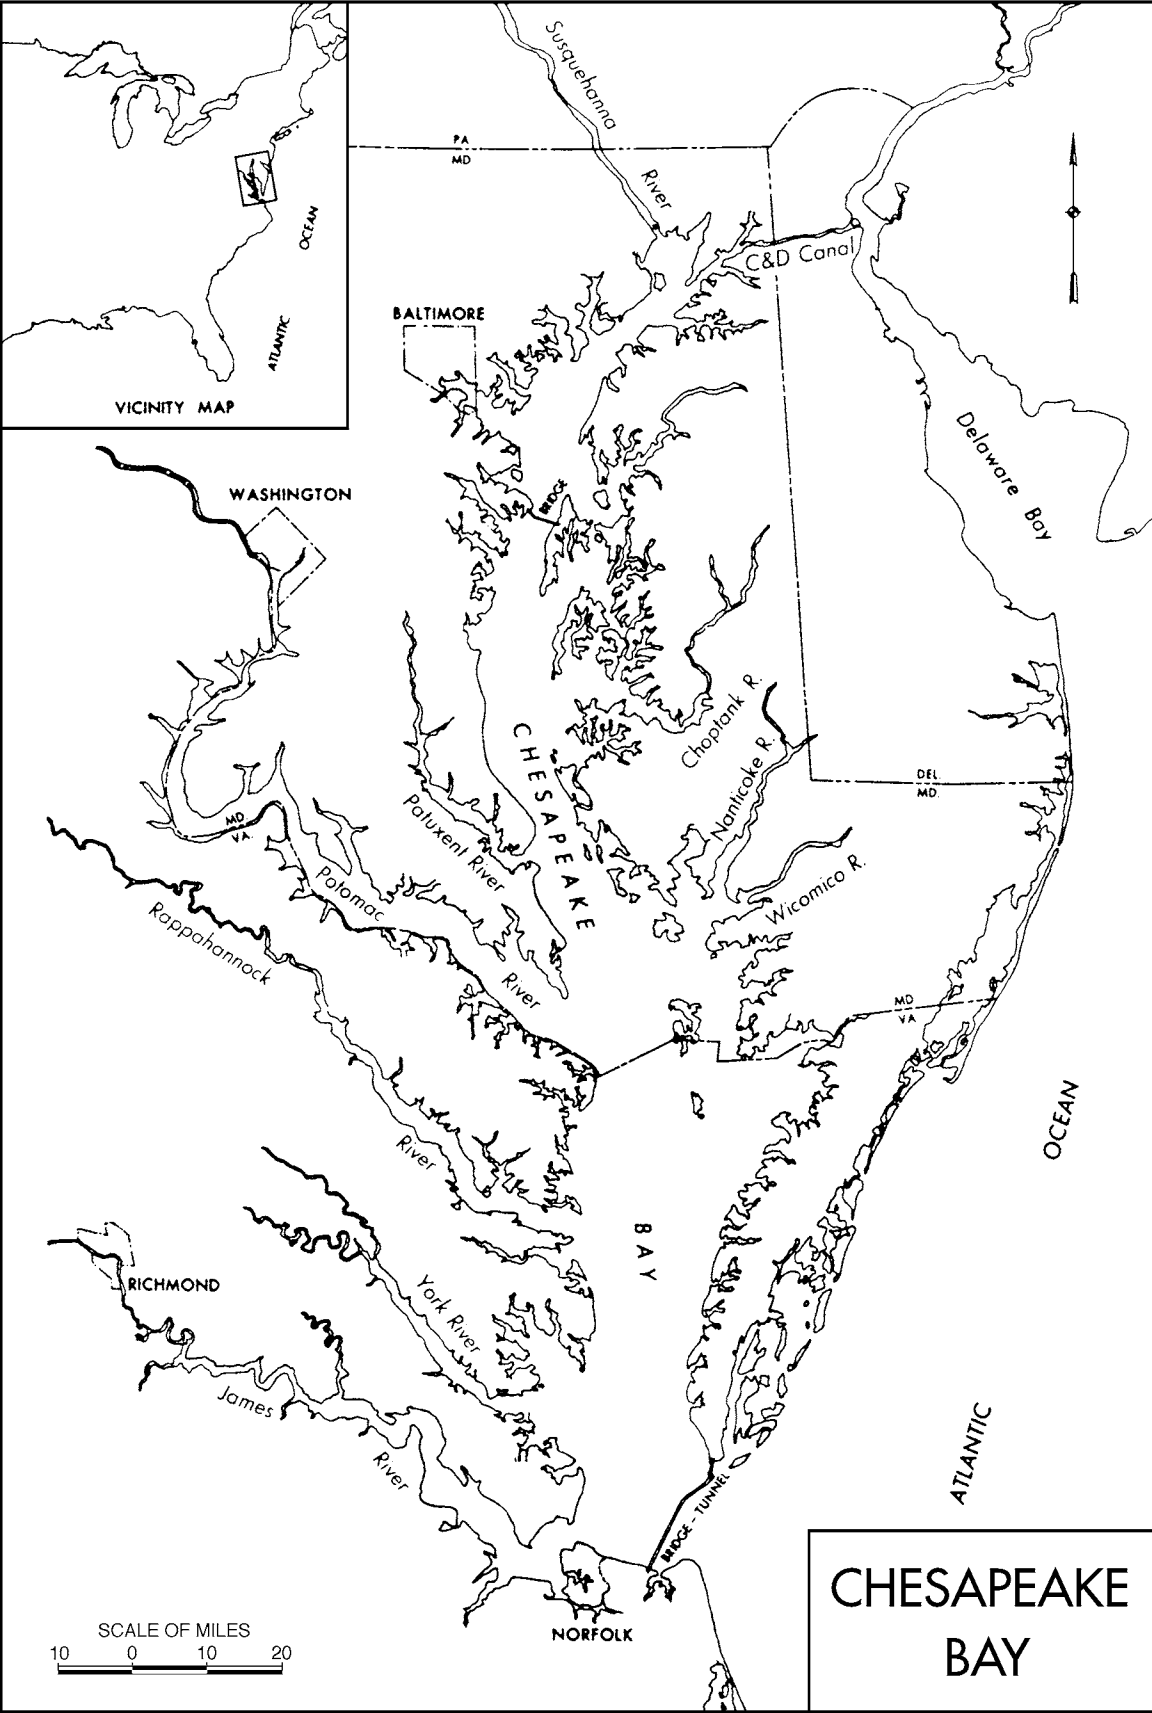 Susquehanna
River
PA
MD
C&D Canal
OCEAN
ATLANTIC
VICINITY MAP
BALTIMORE
WASHINGTON
BRIDGE
Delaware Bay
Choptank R.
Nanticoke R.
CHESAPEAKE
DEL.
MD.
MD
VA.
Patuxent River
Wicomico R.
Potomac
River
Rappahannock
River
MD
VA
OCEAN
BAY
RICHMOND
York River
James
River
ATLANTIC
BRIDGE - TUNNEL
NORFOLK
SCALE OF MILES
10 0 10 20
CHESAPEAKE
BAY